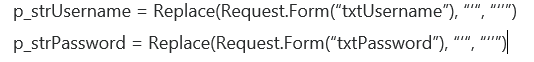 p_strUsername = Replace(Request.Form(“txtUsername”), “‘“, “‘’”)
p_strPassword = Replace(Request.Form(“txtPassword”), “‘“, “‘’”)